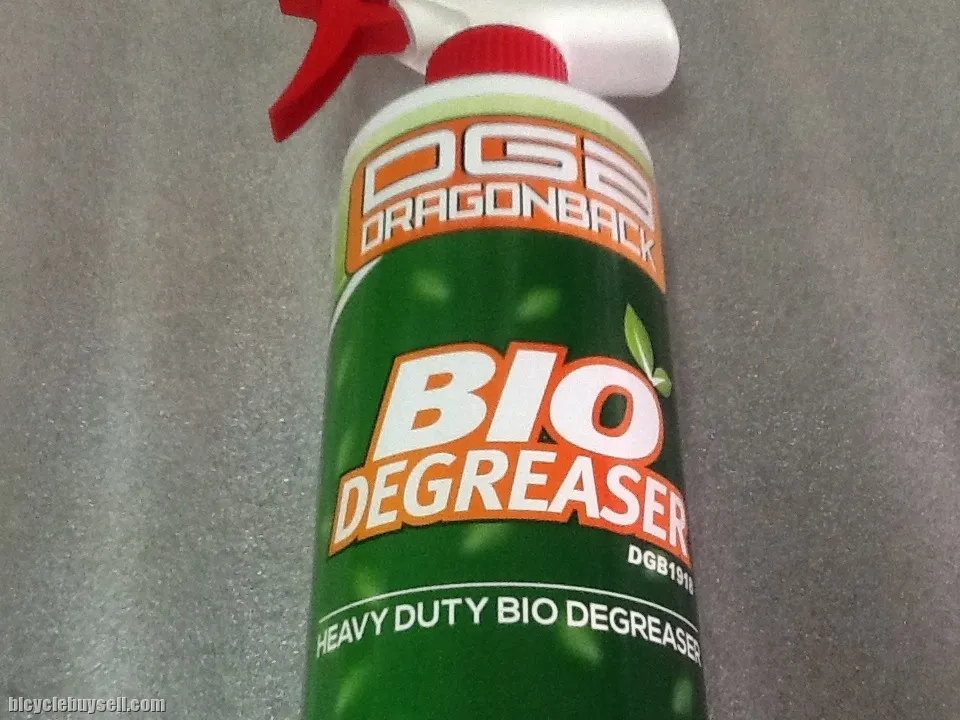 DGB
DRAGONBACK
BIO
DEGREASER
DGB1918
HEAVY DUTY BIO DEGREASER
bicyclebuysell.com